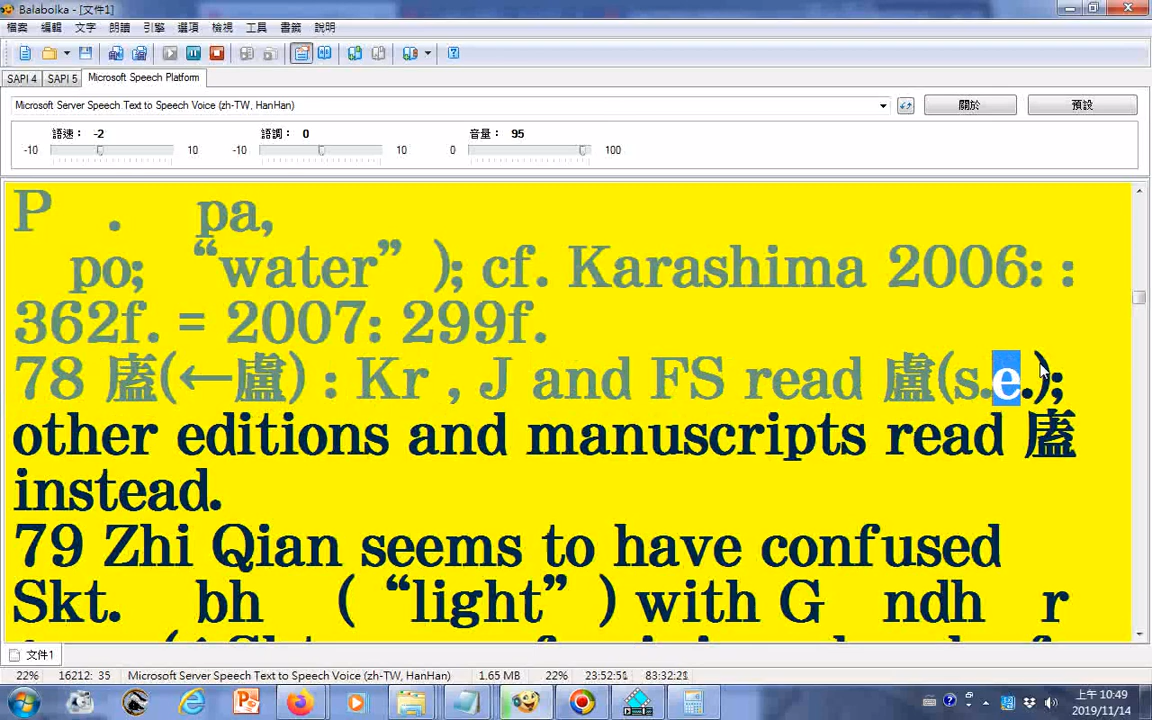 Balabolka - [文件1]
檔案 編輯 文字 朗讀 引擎 選項 檢視 工具 書籤 說明
SAPI 4 SAPI 5 Microsoft Speech Platform
Microsoft Server Speech Text to Speech Voice (zh-TW, HanHan) 關於 預設
語速： -2 語調： 0 音量： 95
-10 10 -10 10 0 100
P . pa,
po; “water” ); cf. Karashima 2006: :
362f. = 2007: 299f.
78 廅(←盧) : Kr , J and FS read 盧(s.e.);
other editions and manuscripts read 廅
instead.
79 Zhi Qian seems to have confused
Skt. bh ( “light” ) with G ndh r
文件1
22% 16212: 35 Microsoft Server Speech Text to Speech Voice (zh-TW, HanHan) 1.65 MB 22% 23:52:51 83:32:21
上午 10:49
2019/11/14